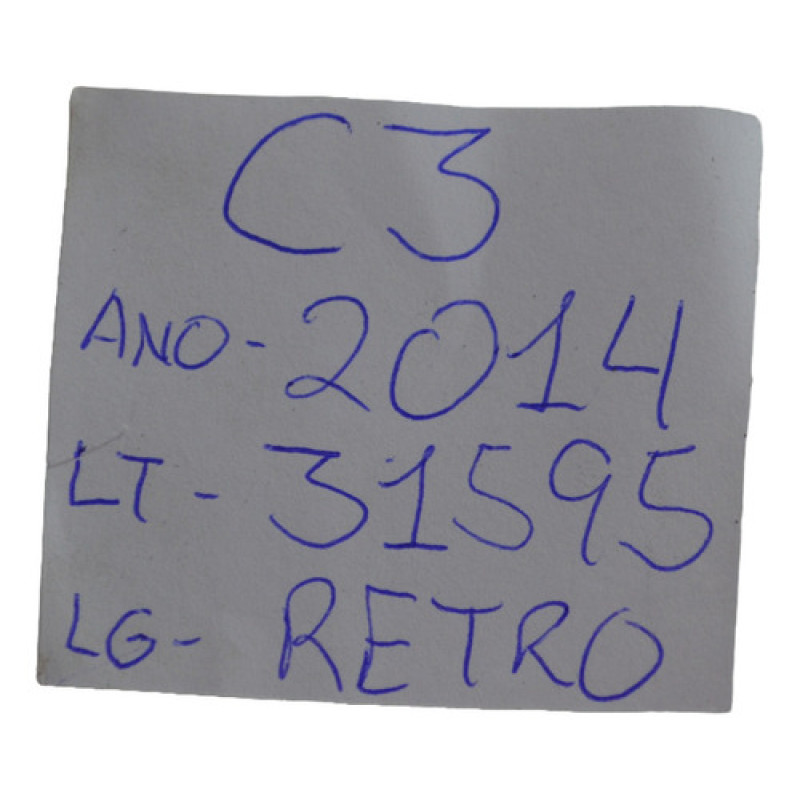 C3
ANO-2014
LT-31595
LG-RETRO